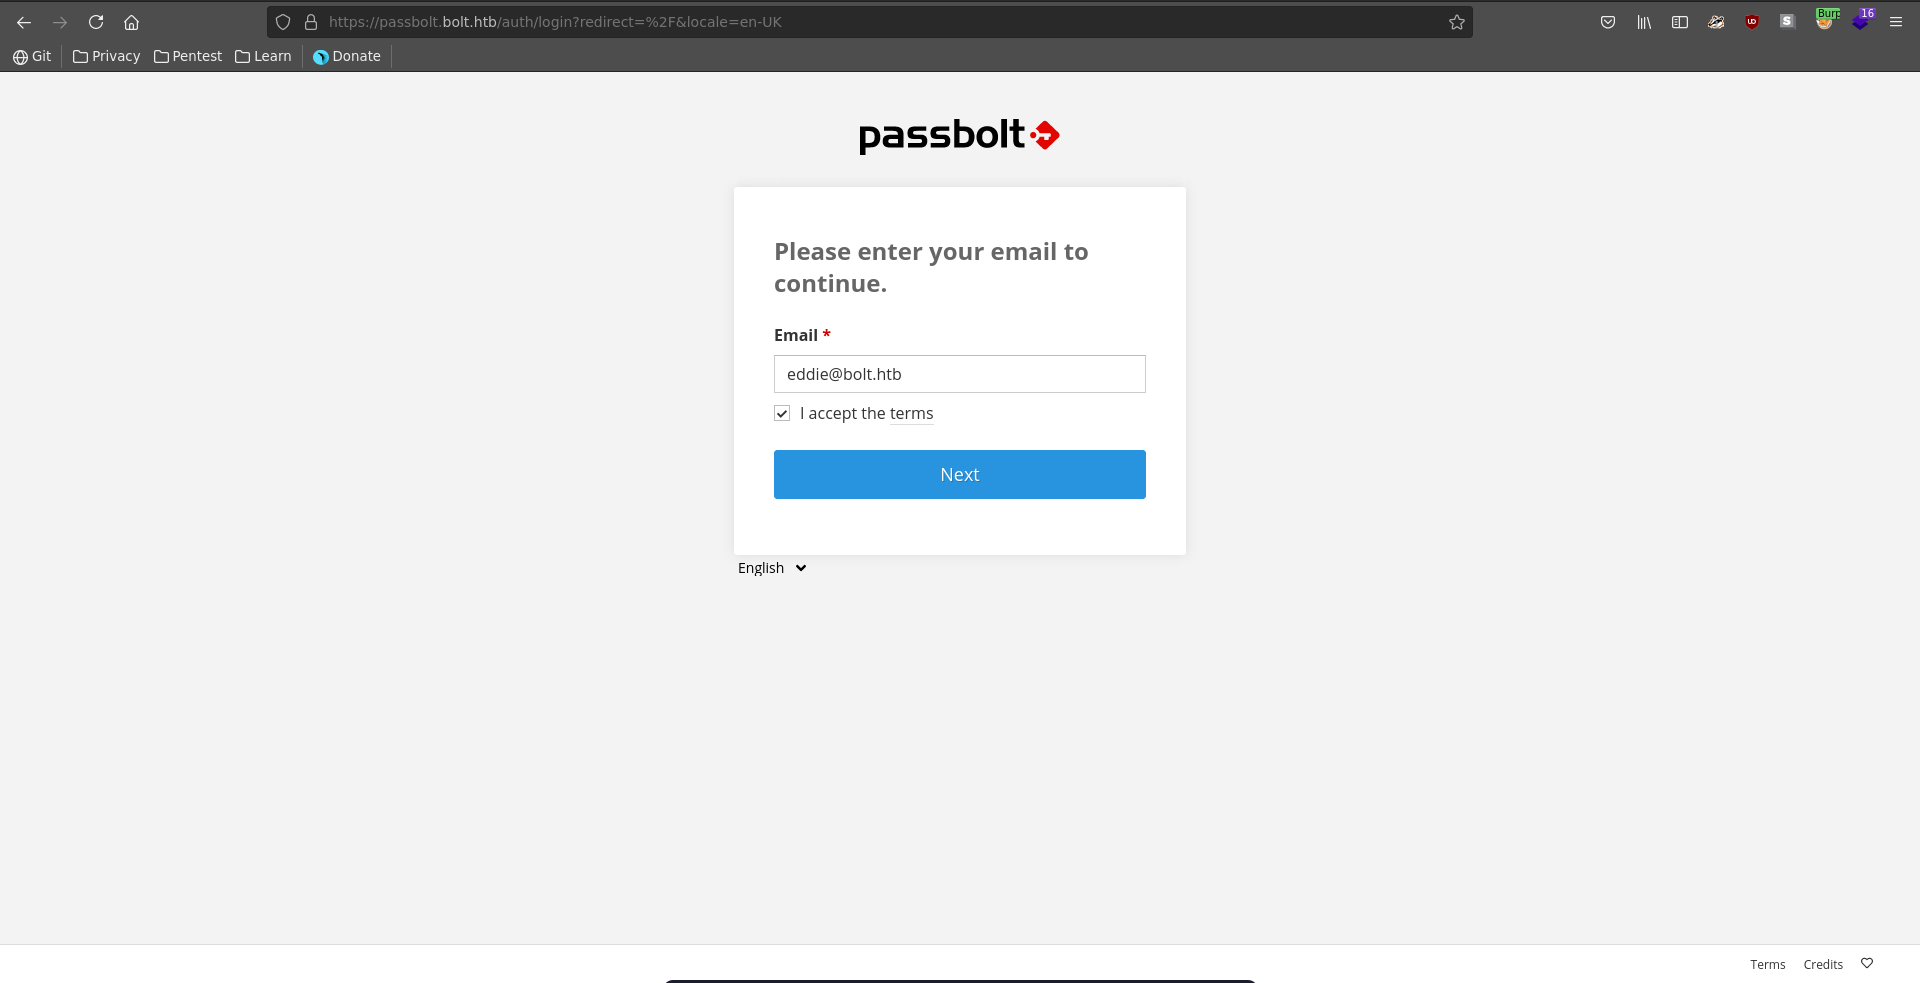 https://passbolt.bolt.htb/auth/login?redirect=%2F&locale=en-UK
Burp
16
Git
Privacy
Pentest
Learn
Donate
passbolt
Please enter your email to
continue.
Email *
eddie@bolt.htb
I accept the terms
Next
English
Terms
Credits